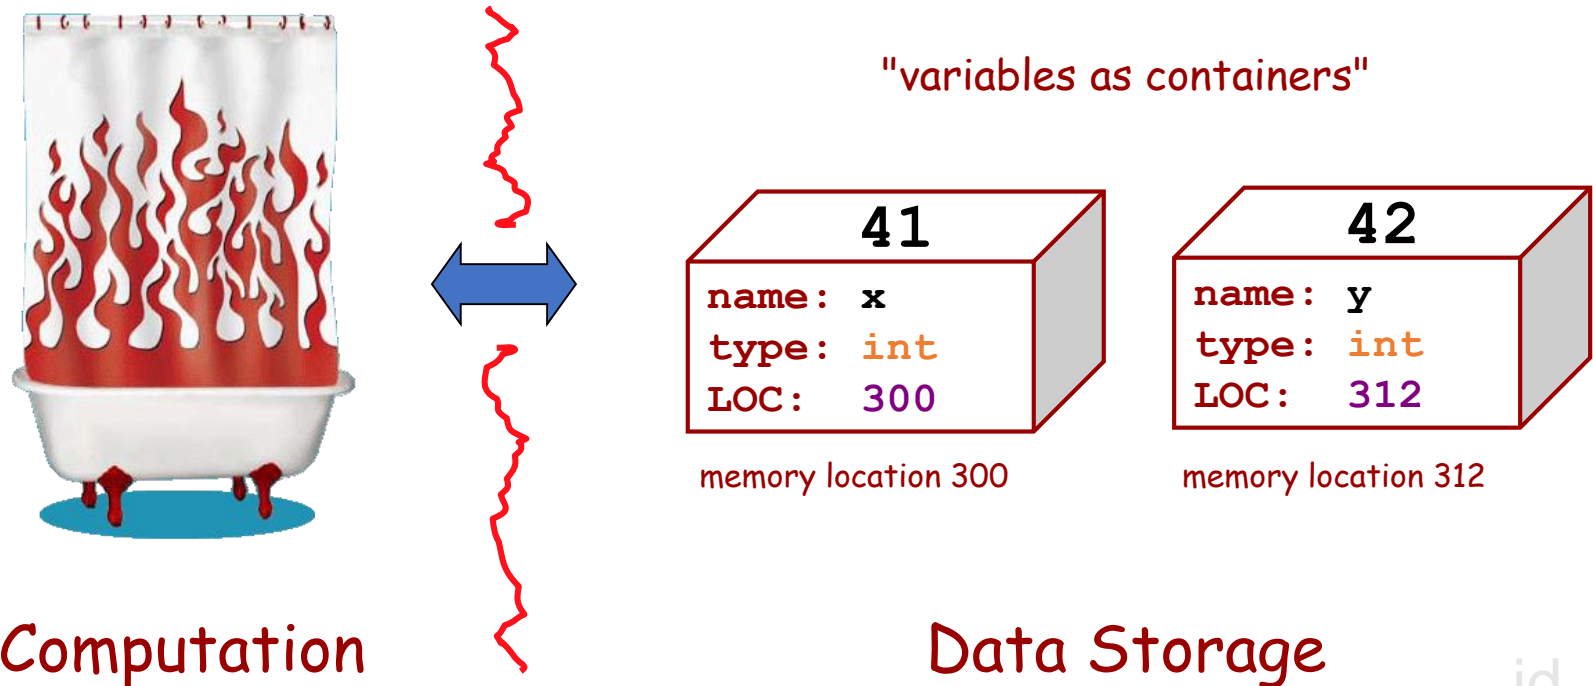 "variables as containers"
41
name: x
type: int
LOC: 300
memory location 300
42
name: y
type: int
LOC: 312
memory location 312
Computation
Data Storage
id